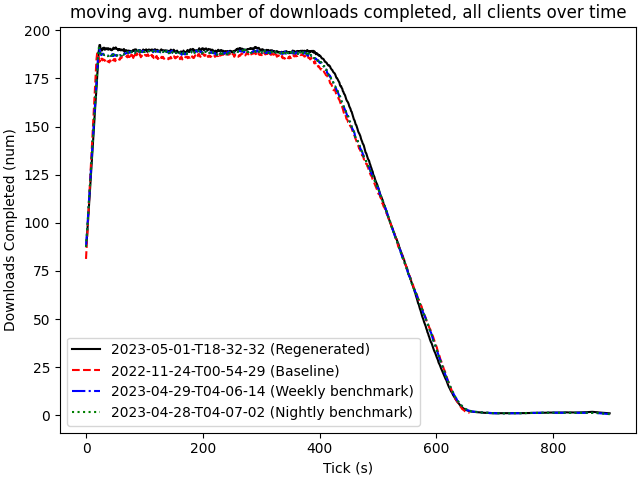 moving avg. number of downloads completed, all clients over time
Downloads Completed (num)
200
175
150
125
100
75
50
25
0
2023-05-01-T18-32-32 (Regenerated)
2022-11-24-T00-54-29 (Baseline)
2023-04-29-T04-06-14 (Weekly benchmark)
2023-04-28-T04-07-02 (Nightly benchmark)
0 200 400 600 800
Tick (s)